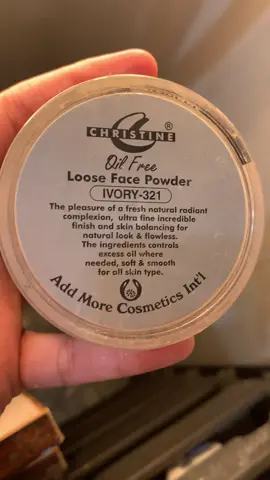 CHRISTINE ®
Oil Free
Loose Face Powder
IVORY-321
The pleasure of a fresh natural radiant
complexion, ultra fine incredible
finish and skin balancing for
natural look & flawless.
The ingredients controls
excess oil where
needed, soft & smooth
for all skin type.
Add More Cosmetics Int'l